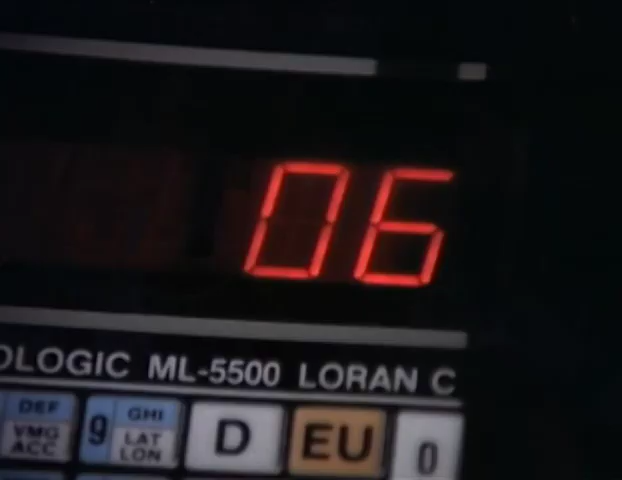 06
OLOGIC ML-5500 LORAN C
DEF GHI
9 D EU 0
VMG LAT
ACC LON